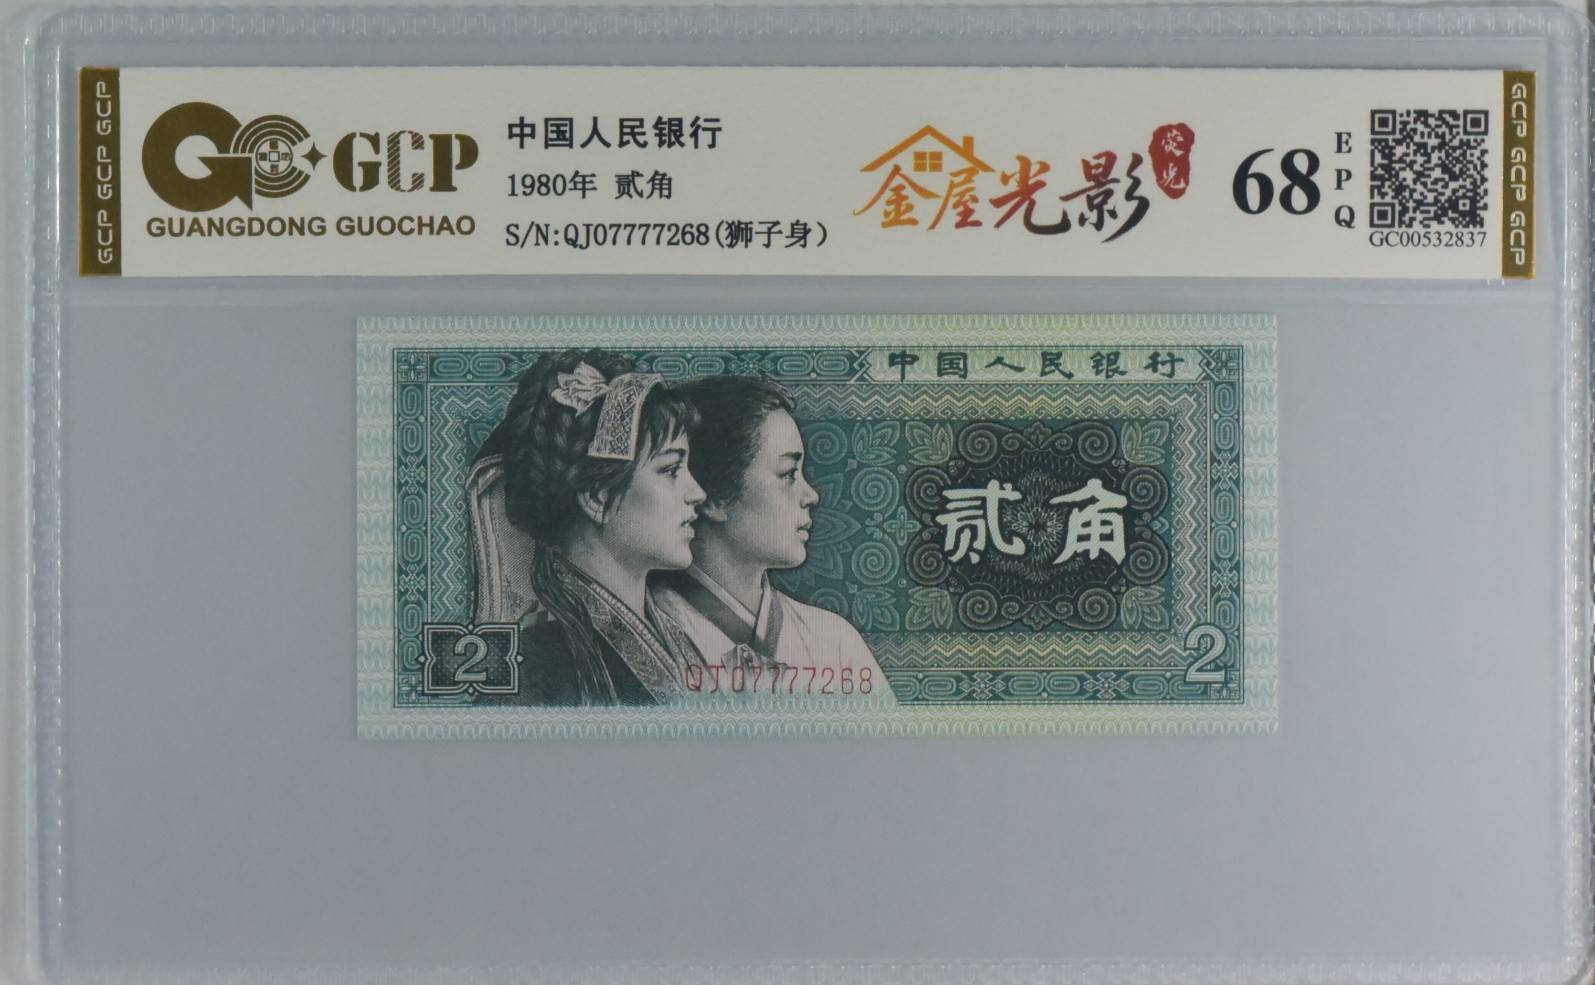 GCP GCP GCP
GCP
GUANGDONG GUOCHAO
中国人民银行
1980年 贰角
S/N:QJ07777268(狮子身)
金屋光影
荧光
68
EPQ
GC00532837
GCP GCP GCP
中国人民银行
贰角
2
QJ07777268
2